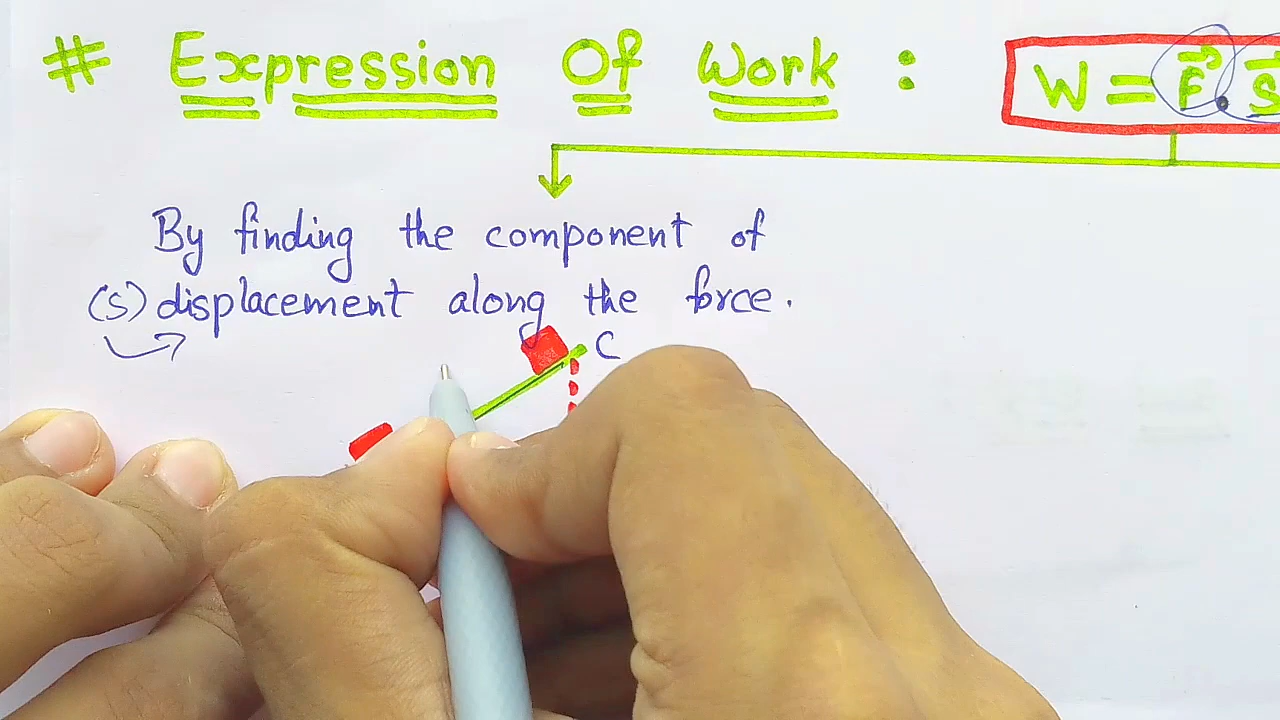 # Expression Of Work : W = F . S
By finding the component of
(s) displacement along the force.
C